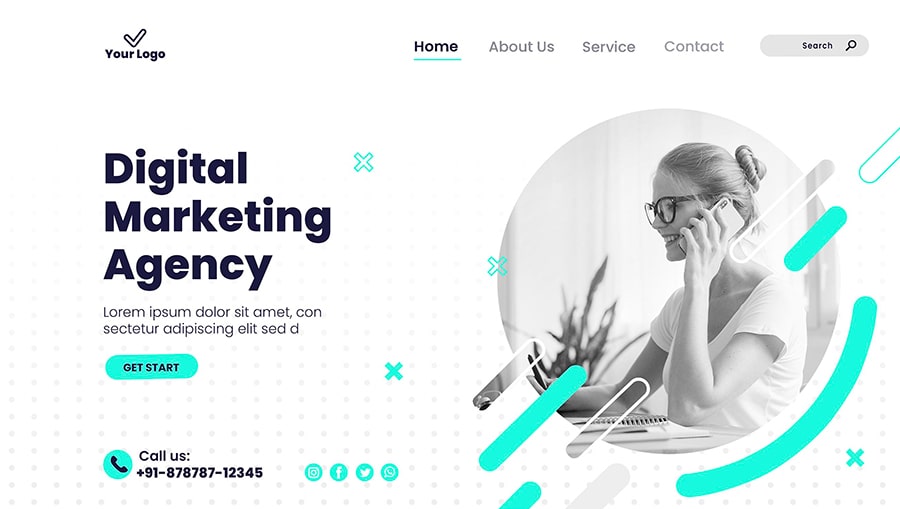 Your Logo
Home
About Us
Service
Contact
Search
Digital
Marketing
Agency
Lorem ipsum dolor sit amet, con
sectetur adipiscing elit sed d
GET START
Call us:
+91-878787-12345